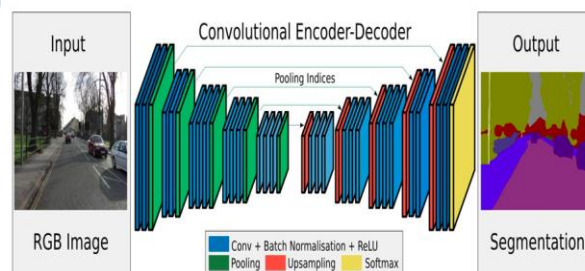 Input
Convolutional Encoder-Decoder
Output
Pooling Indices
RGB Image
Conv + Batch Normalisation + ReLU
Pooling Upsampling Softmax
Segmentation